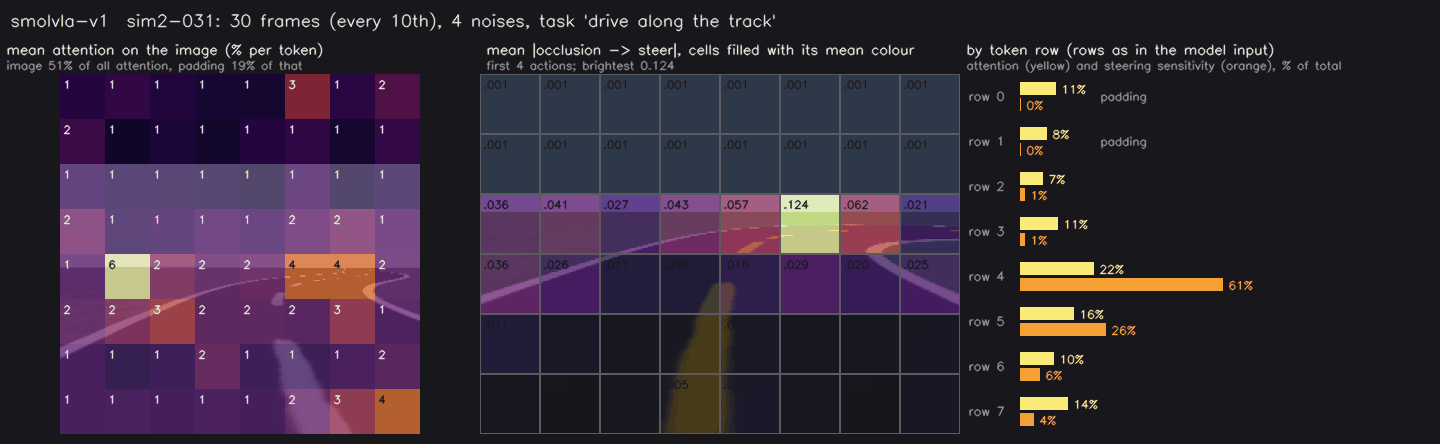 smolvla-v1 sim2-031: 30 frames (every 10th), 4 noises, task 'drive along the track'
mean attention on the image (% per token)
image 51% of all attention, padding 19% of that
1 1 1 1 1 3 1 2
2 1 1 1 1 1 1 1
1 1 1 1 1 1 1 1
2 1 1 1 1 2 2 1
1 6 2 2 2 4 4 2
2 2 3 2 2 2 3 1
1 1 1 2 1 1 1 2
1 1 1 1 1 2 3 4
mean |occlusion -> steer|, cells filled with its mean colour
first 4 actions; brightest 0.124
.001 .001 .001 .001 .001 .001 .001 .001
.001 .001 .001 .001 .001 .001 .001 .001
.036 .041 .027 .043 .057 .124 .062 .021
.036 .026 .011 .010 .016 .029 .020 .025
.011
.005
by token row (rows as in the model input)
attention (yellow) and steering sensitivity (orange), % of total
row 0 11% padding
0%
row 1 8% padding
0%
row 2 7%
1%
row 3 11%
1%
row 4 22%
61%
row 5 16%
26%
row 6 10%
6%
row 7 14%
4%